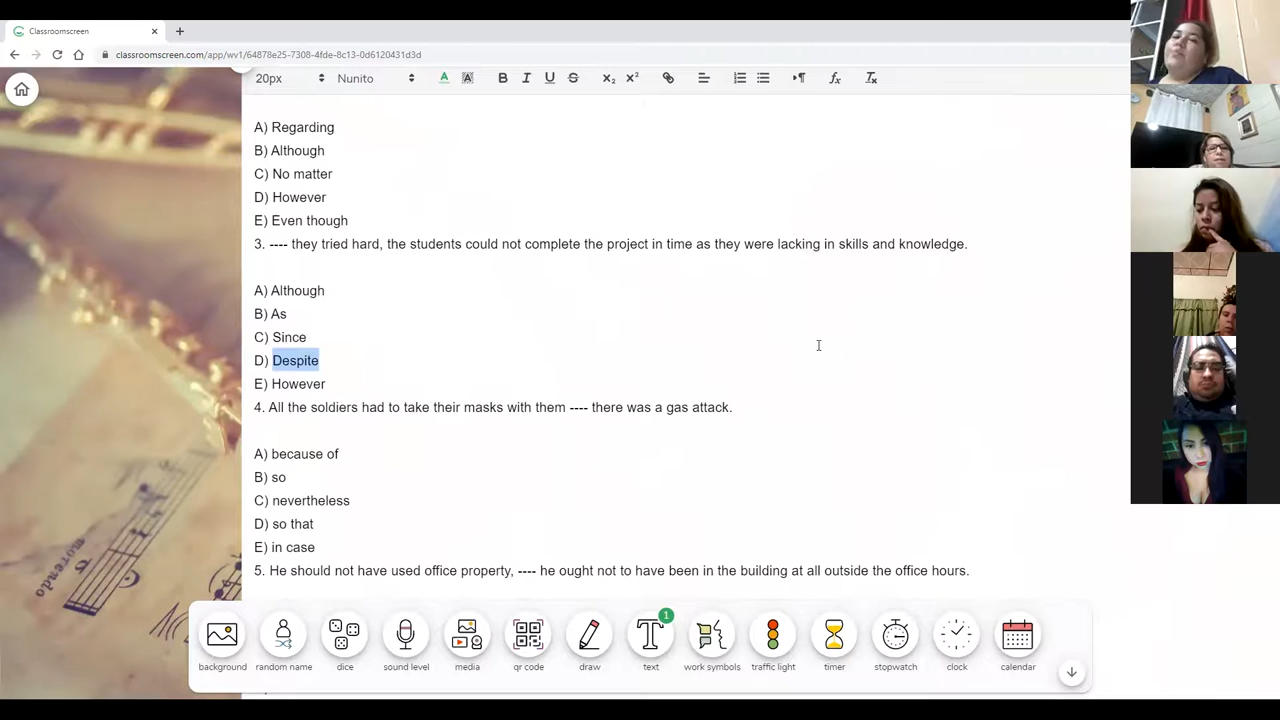 Classroomscreen
classroomscreen.com/app/wv1/64878e25-7308-4fde-8c13-0d6120431d3d
20px Nunito
A) Regarding
B) Although
C) No matter
D) However
E) Even though
3. ---- they tried hard, the students could not complete the project in time as they were lacking in skills and knowledge.
A) Although
B) As
C) Since
D) Despite
E) However
4. All the soldiers had to take their masks with them ---- there was a gas attack.
A) because of
B) so
C) nevertheless
D) so that
E) in case
5. He should not have used office property, ---- he ought not to have been in the building at all outside the office hours.
morendo
1
background random name dice sound level media qr code draw text work symbols traffic light timer stopwatch clock calendar